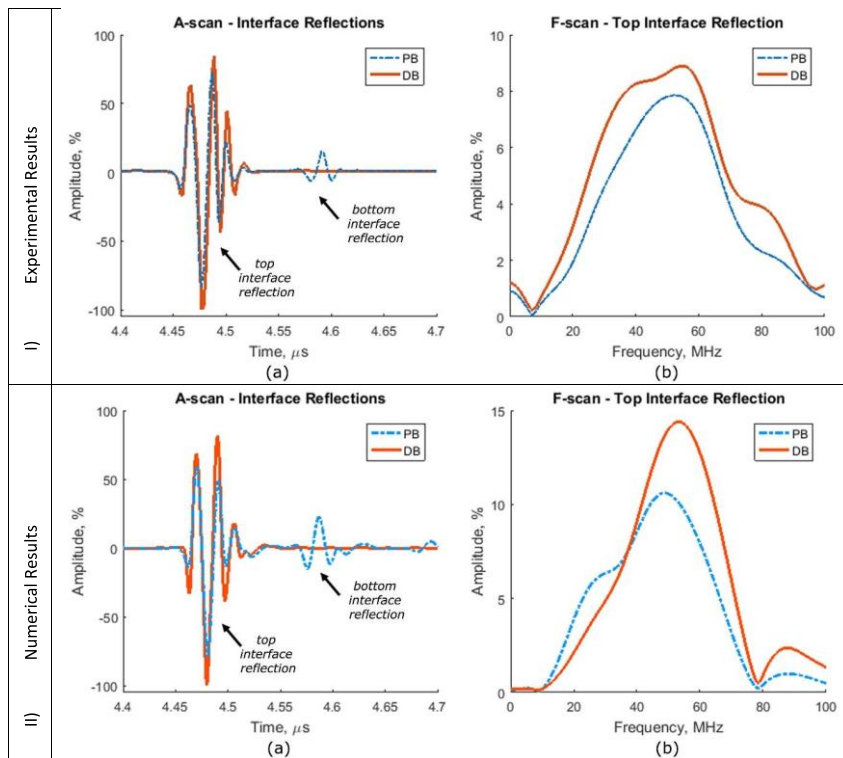 Experimental Results
I)
A-scan - Interface Reflections
100
50
0
-50
-100
Amplitude, %
PB
DB
bottom
interface
reflection
top
interface
reflection
4.4 4.45 4.5 4.55 4.6 4.65 4.7
Time, μs
(a)
F-scan - Top Interface Reflection
10
8
6
4
2
0
Amplitude, %
PB
DB
0 20 40 60 80 100
Frequency, MHz
(b)
Numerical Results
II)
A-scan - Interface Reflections
100
50
0
-50
-100
Amplitude, %
PB
DB
bottom
interface
reflection
top
interface
reflection
4.4 4.45 4.5 4.55 4.6 4.65 4.7
Time, μs
(a)
F-scan - Top Interface Reflection
15
10
5
0
Amplitude, %
PB
DB
0 20 40 60 80 100
Frequency, MHz
(b)